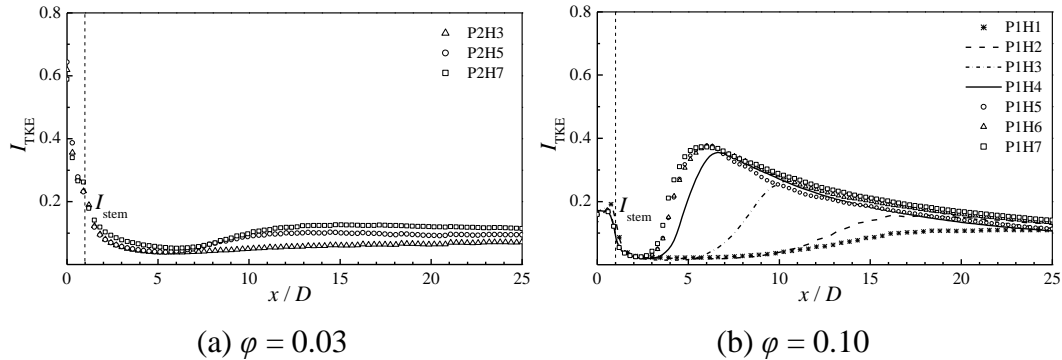 0.8
0.6
0.4
0.2
0
5
10
15
20
25
I_TKE
x / D
I_stem
P2H3
P2H5
P2H7
(a) φ = 0.03
0.8
0.6
0.4
0.2
0
5
10
15
20
25
I_TKE
x / D
I_stem
P1H1
P1H2
P1H3
P1H4
P1H5
P1H6
P1H7
(b) φ = 0.10